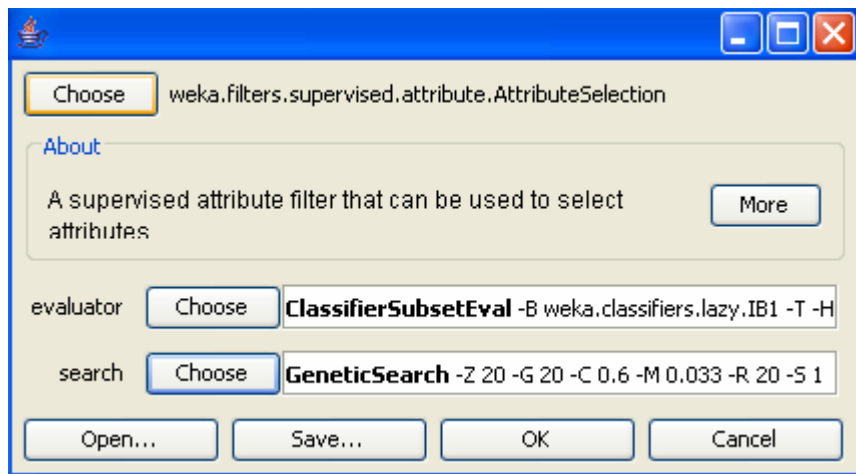 Choose weka.filters.supervised.attribute.AttributeSelection
About
A supervised attribute filter that can be used to select
attributes
More
evaluator Choose ClassifierSubsetEval -B weka.classifiers.lazy.IB1 -T -H
search Choose GeneticSearch -Z 20 -G 20 -C 0.6 -M 0.033 -R 20 -S 1
Open... Save... OK Cancel